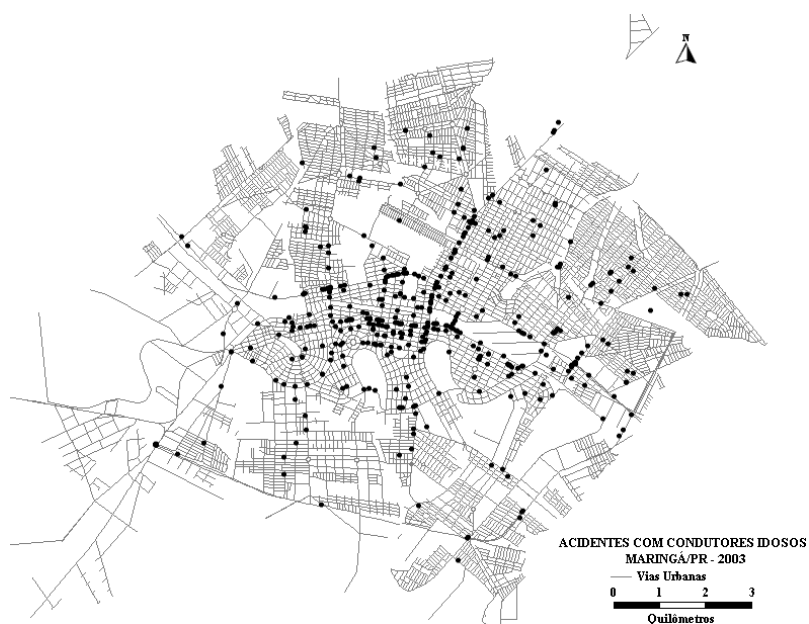 N
ACIDENTES COM CONDUTORES IDOSOS
MARINGÁ/PR - 2003
Vias Urbanas
0 1 2 3
Quilômetros